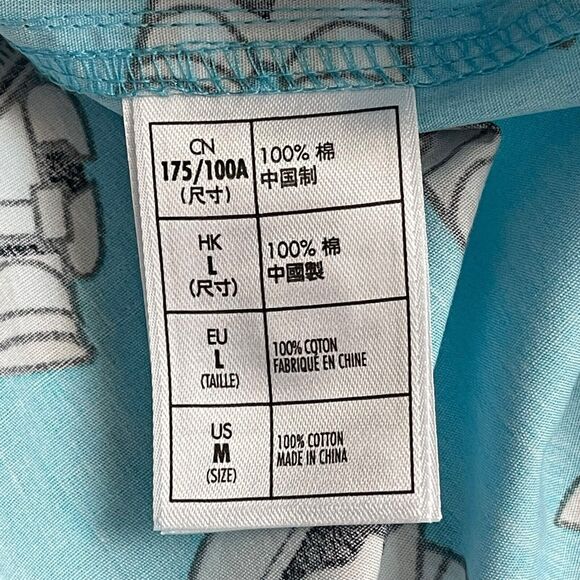 CN
175/100A
(尺寸)
100% 棉
中国制
HK
L
(尺寸)
100% 棉
中國製
EU
L
(TAILLE)
100% COTON
FABRIQUÉ EN CHINE
US
M
(SIZE)
100% COTTON
MADE IN CHINA